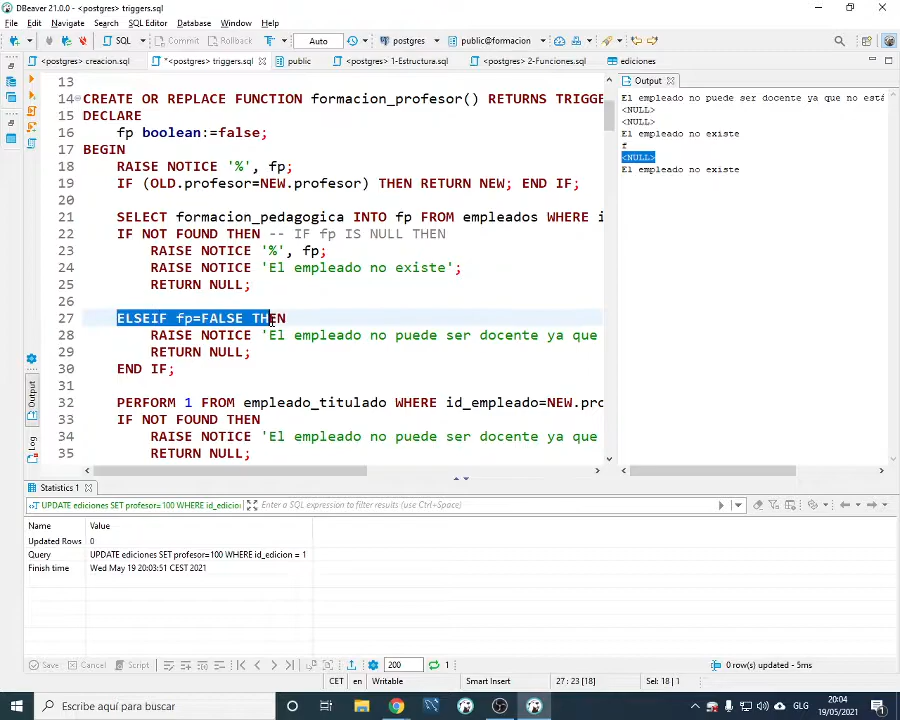 DBeaver 21.0.0 - <postgres> triggers.sql
File Edit Navigate Search SQL Editor Database Window Help
SQL Commit Rollback Auto postgres public@formacion
<postgres> creacion.sql *<postgres> triggers.sql public <postgres> 1-Estructura.sql <postgres> 2-Funciones.sql ediciones
13
14 CREATE OR REPLACE FUNCTION formacion_profesor() RETURNS TRIGGE
15 DECLARE
16 fp boolean:=false;
17 BEGIN
18 RAISE NOTICE '%', fp;
19 IF (OLD.profesor=NEW.profesor) THEN RETURN NEW; END IF;
20
21 SELECT formacion_pedagogica INTO fp FROM empleados WHERE i
22 IF NOT FOUND THEN -- IF fp IS NULL THEN
23 RAISE NOTICE '%', fp;
24 RAISE NOTICE 'El empleado no existe';
25 RETURN NULL;
26
27 ELSEIF fp=FALSE THEN
28 RAISE NOTICE 'El empleado no puede ser docente ya que
29 RETURN NULL;
30 END IF;
31
32 PERFORM 1 FROM empleado_titulado WHERE id_empleado=NEW.pro
33 IF NOT FOUND THEN
34 RAISE NOTICE 'El empleado no puede ser docente ya que
35 RETURN NULL;
Output
Log
Output
El empleado no puede ser docente ya que no está
<NULL>
<NULL>
El empleado no existe
f
<NULL>
El empleado no existe
Statistics 1
UPDATE ediciones SET profesor=100 WHERE id_edicion Enter a SQL expression to filter results (use Ctrl+Space)
Name Value
Updated Rows 0
Query UPDATE ediciones SET profesor=100 WHERE id_edicion = 1
Finish time Wed May 19 20:03:51 CEST 2021
Save Cancel Script 200 1 0 row(s) updated - 5ms
CET en Writable Smart Insert 27 : 23 [18] Sel: 18 | 1
Escribe aquí para buscar GLG 20:04
19/05/2021 1